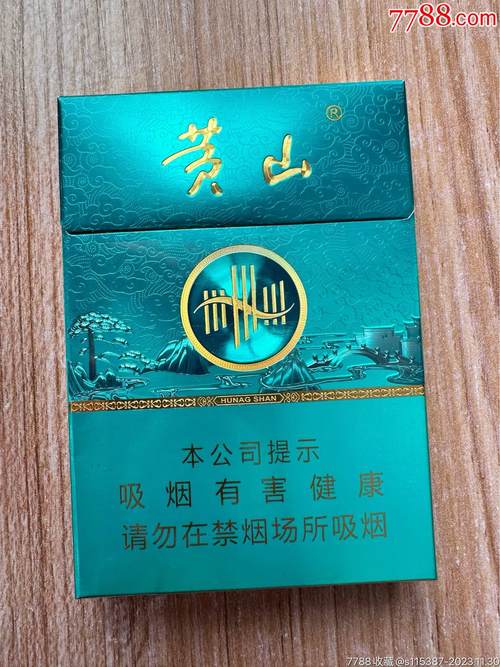 7788.com
黄山®
HUNAG SHAN
本公司提示
吸烟有害健康
请勿在禁烟场所吸烟
7788收藏@s115387-2023.11.30